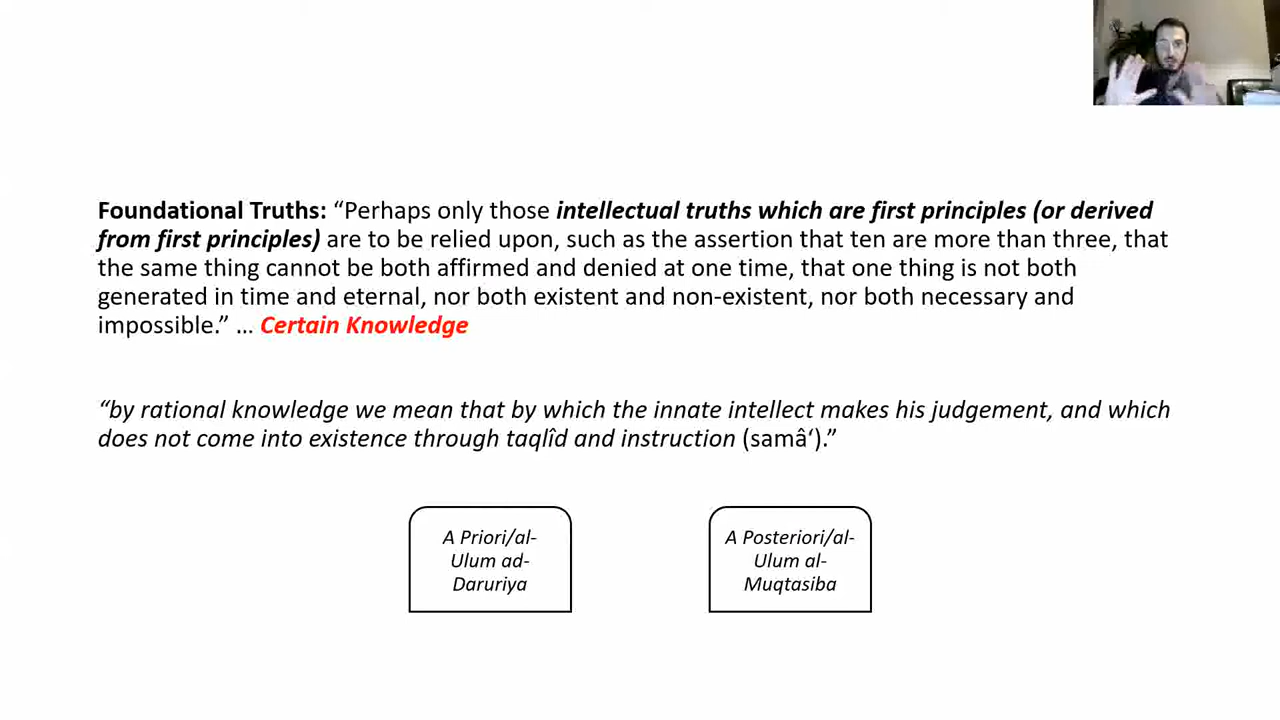 Foundational Truths: “Perhaps only those intellectual truths which are first principles (or derived
from first principles) are to be relied upon, such as the assertion that ten are more than three, that
the same thing cannot be both affirmed and denied at one time, that one thing is not both
generated in time and eternal, nor both existent and non-existent, nor both necessary and
impossible.” ... Certain Knowledge
“by rational knowledge we mean that by which the innate intellect makes his judgement, and which
does not come into existence through taqlîd and instruction (samâ‘).”
A Priori/al-
Ulum ad-
Daruriya
A Posteriori/al-
Ulum al-
Muqtasiba